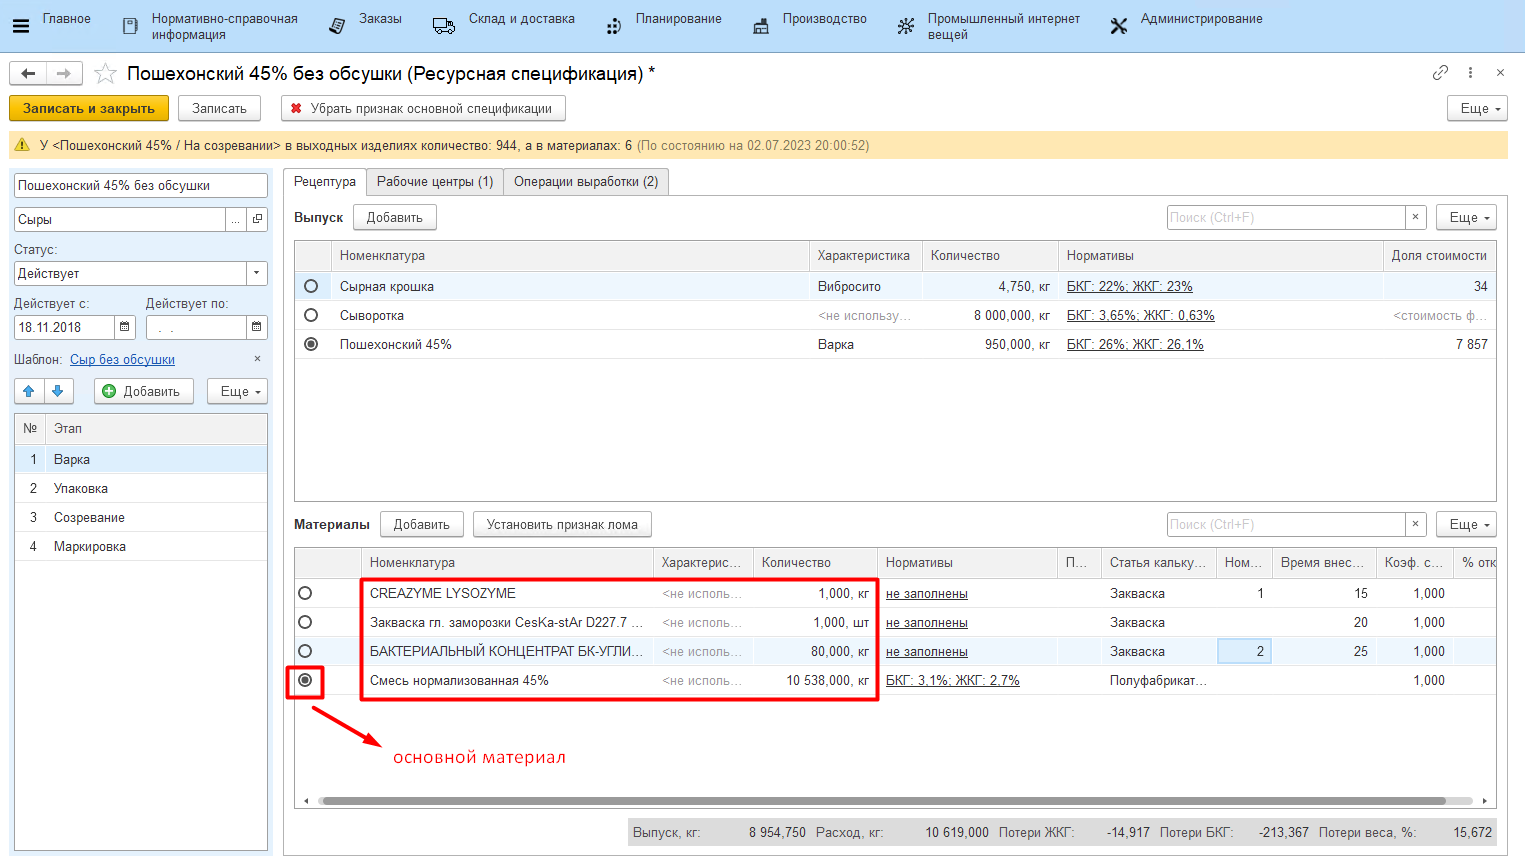 Главное
Нормативно-справочная
информация
Заказы
Склад и доставка
Планирование
Производство
Промышленный интернет
вещей
Администрирование
Пошехонский 45% без обсушки (Ресурсная спецификация) *
Записать и закрыть
Записать
Убрать признак основной спецификации
Еще
У <Пошехонский 45% / На созревании> в выходных изделиях количество: 944, а в материалах: 6 (По состоянию на 02.07.2023 20:00:52)
Пошехонский 45% без обсушки
Сыры
...
Статус:
Действует
Действует с: Действует по:
18.11.2018 . .
Шаблон: Сыр без обсушки ×
Добавить Еще
№ Этап
1 Варка
2 Упаковка
3 Созревание
4 Маркировка
Рецептура Рабочие центры (1) Операции выработки (2)
Выпуск Добавить Поиск (Ctrl+F) × Еще
Номенклатура Характеристика Количество Нормативы Доля стоимости
Сырная крошка Вибросито 4,750, кг БКГ: 22%; ЖКГ: 23% 34
Сыворотка <не использу... 8 000,000, кг БКГ: 3,65%; ЖКГ: 0,63% <стоимость ф...
Пошехонский 45% Варка 950,000, кг БКГ: 26%; ЖКГ: 26,1% 7 857
Материалы Добавить Установить признак лома Поиск (Ctrl+F) × Еще
Номенклатура Характерис... Количество Нормативы П... Статья кальку... Ном... Время внес... Коэф. с... % отк
CREAZYME LYSOZYME <не исполь... 1,000, кг не заполнены Закваска 1 15 1,000
Закваска гл. заморозки CesKa-stAr D227.7 ... <не исполь... 1,000, шт не заполнены Закваска 20 1,000
БАКТЕРИАЛЬНЫЙ КОНЦЕНТРАТ БК-УГЛИ... <не исполь... 80,000, кг не заполнены Закваска 2 25 1,000
Смесь нормализованная 45% <не исполь... 10 538,000, кг БКГ: 3,1%; ЖКГ: 2,7% Полуфабрикат... 1,000
основной материал
Выпуск, кг: 8 954,750 Расход, кг: 10 619,000 Потери ЖКГ: -14,917 Потери БКГ: -213,367 Потери веса, %: 15,672